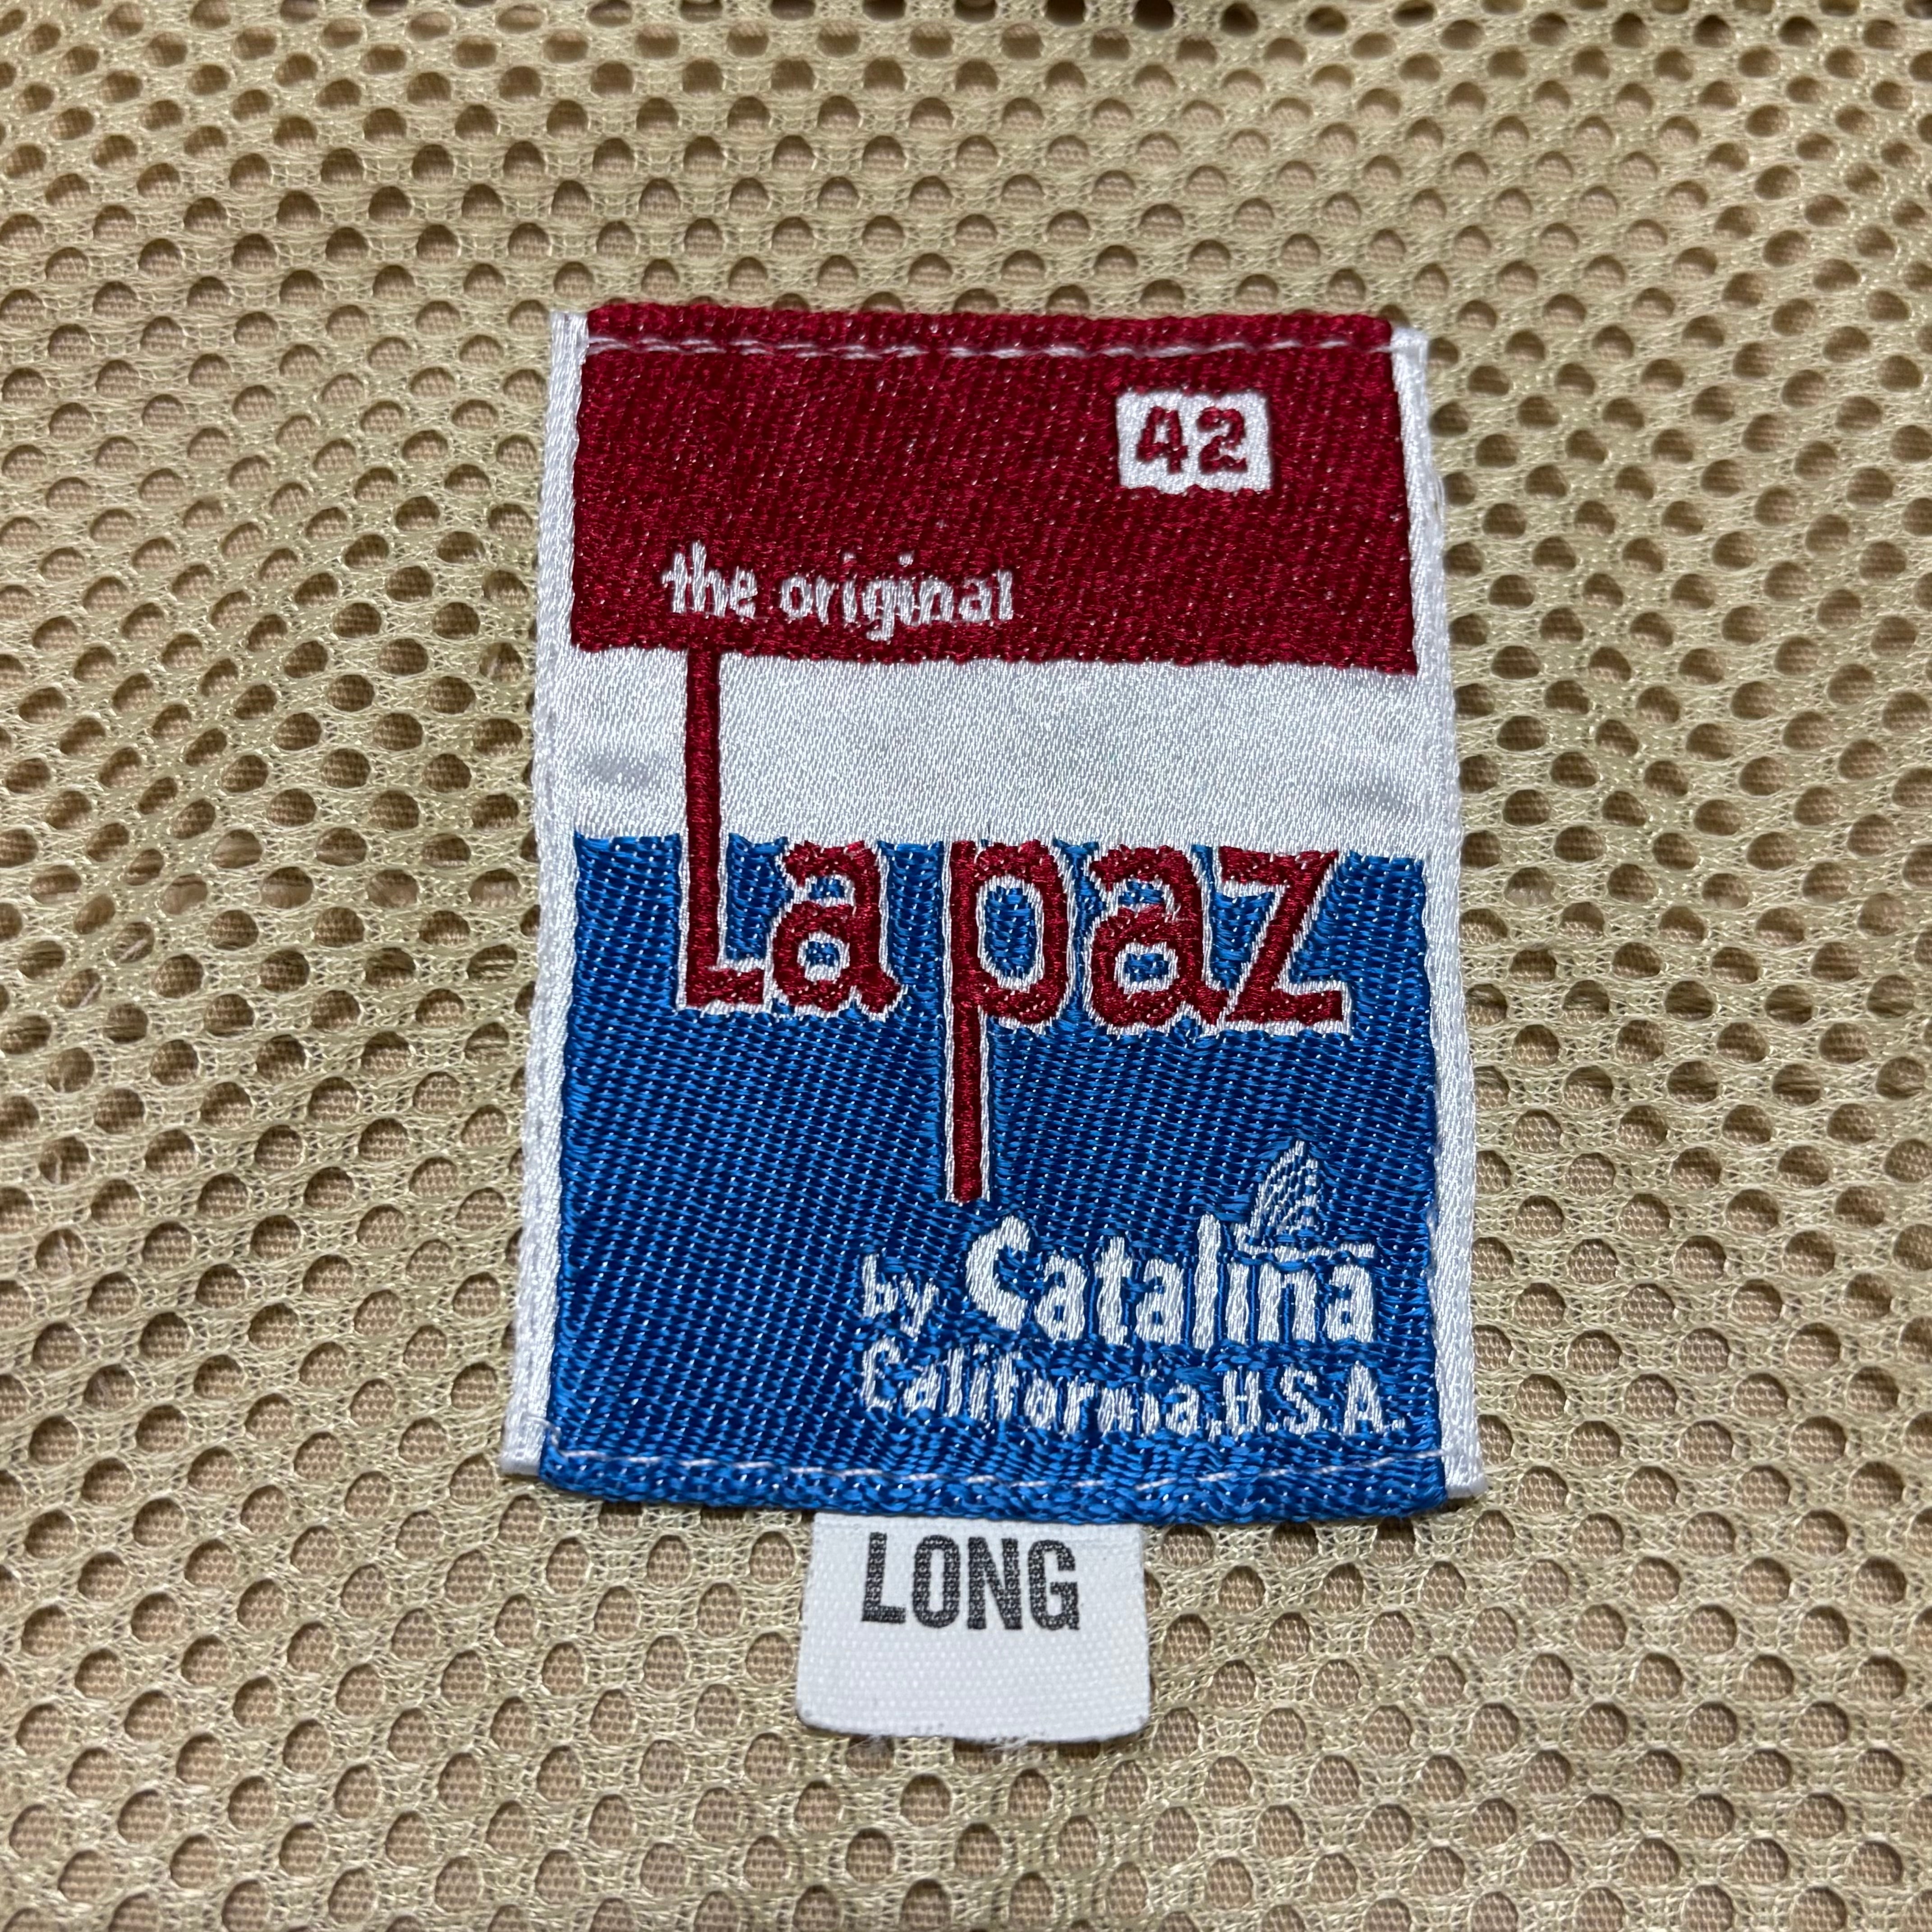 42
the original
La paz
by Catalina
California, U.S.A.
LONG